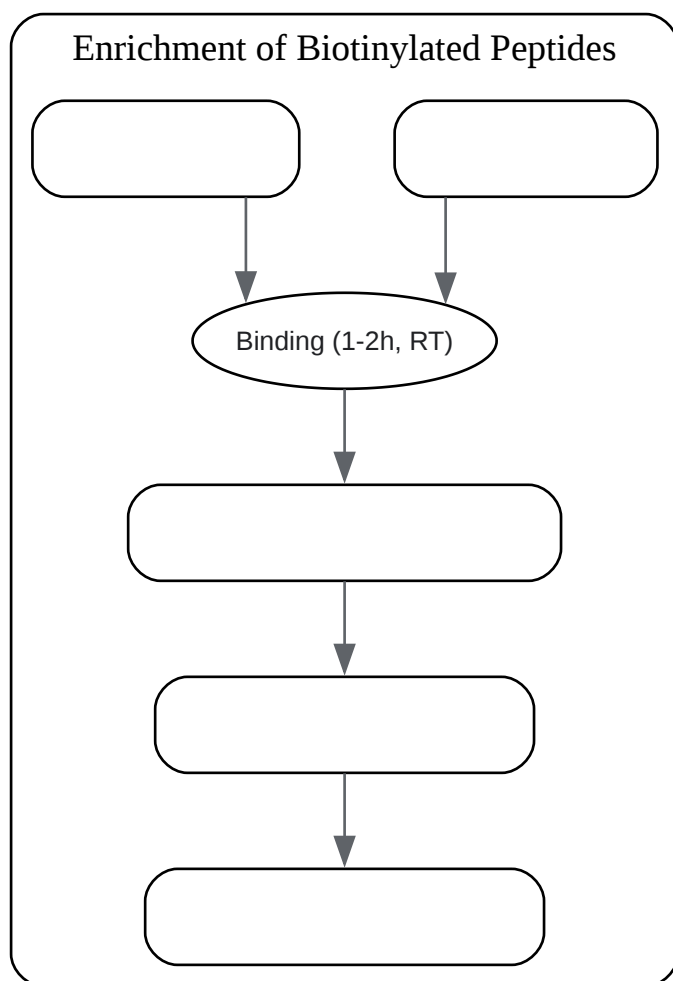 Enrichment of Biotinylated Peptides
Binding (1-2h, RT)